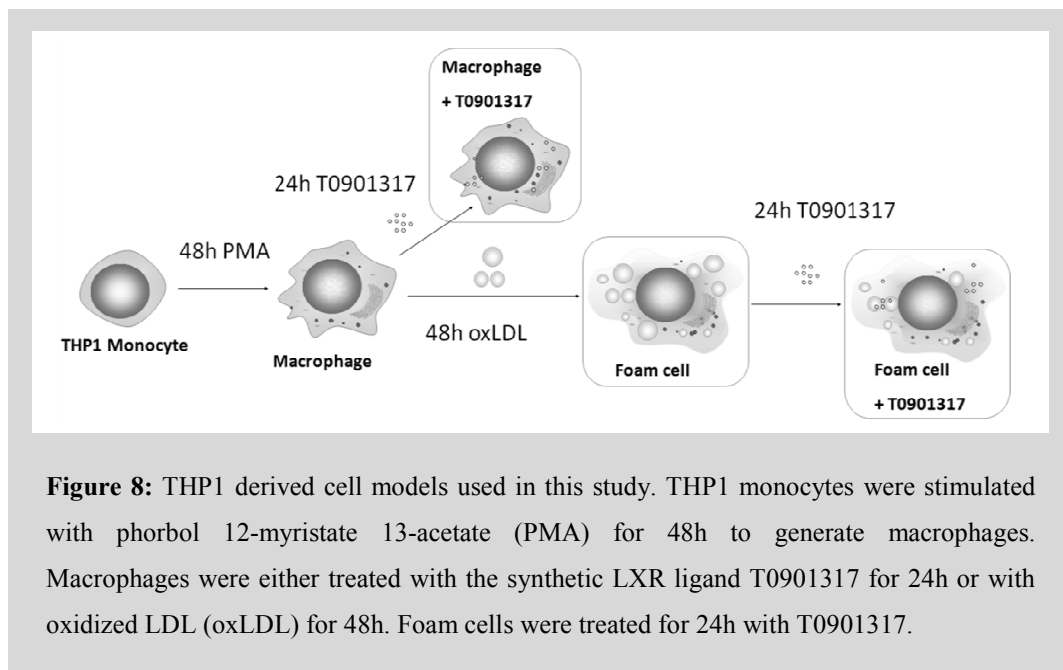 Macrophage
+ T0901317
24h T0901317
24h T0901317
48h PMA
THP1 Monocyte
Macrophage
48h oxLDL
Foam cell
Foam cell
+ T0901317
Figure 8: THP1 derived cell models used in this study. THP1 monocytes were stimulated
with phorbol 12-myristate 13-acetate (PMA) for 48h to generate macrophages.
Macrophages were either treated with the synthetic LXR ligand T0901317 for 24h or with
oxidized LDL (oxLDL) for 48h. Foam cells were treated for 24h with T0901317.